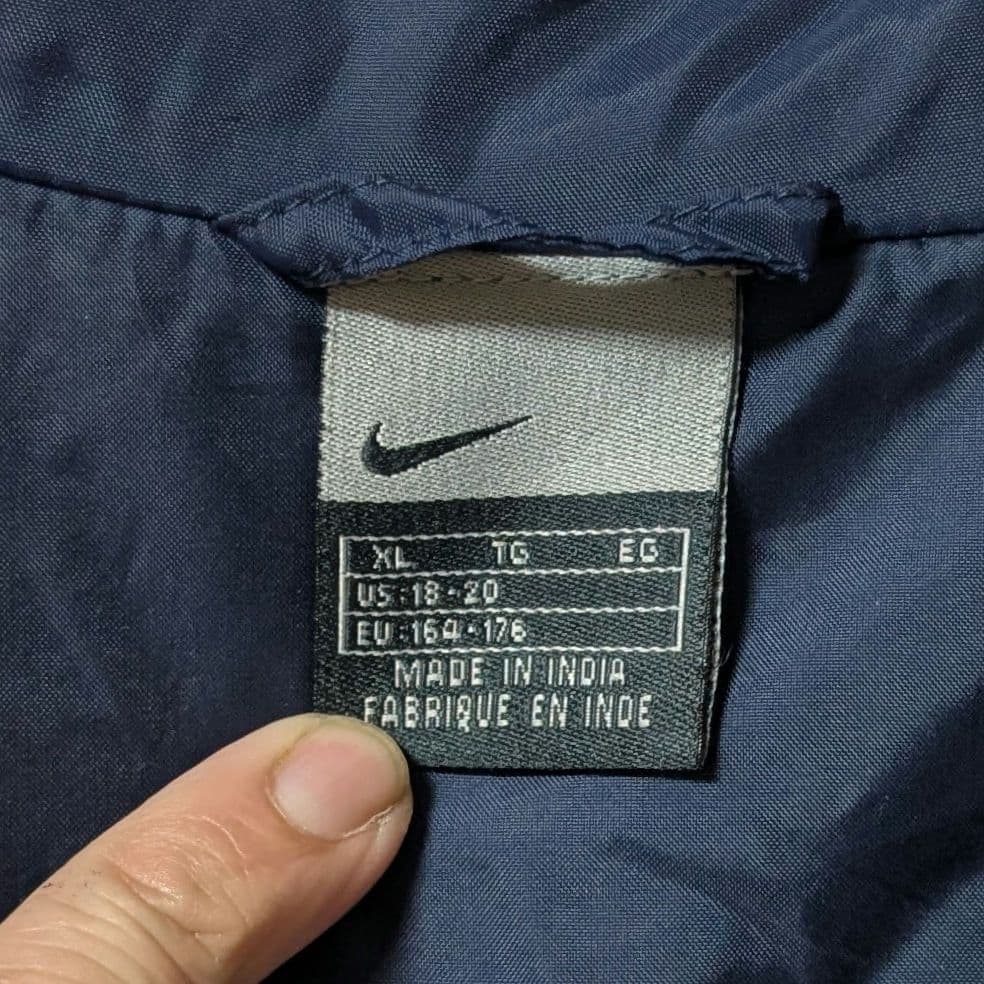 XL TG EG
US:18-20
EU:164-176
MADE IN INDIA
FABRIQUE EN INDE